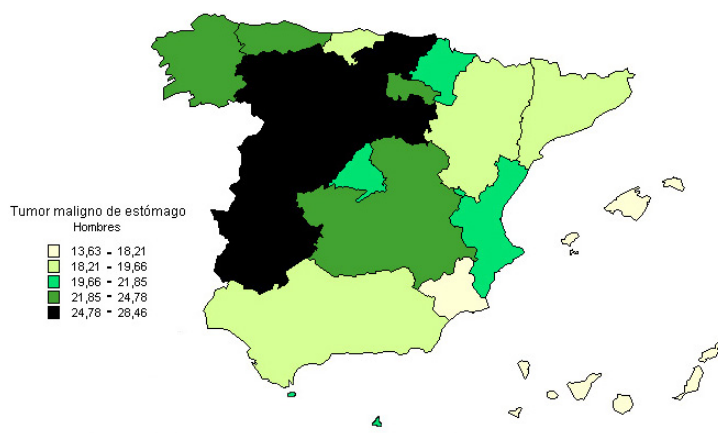 Tumor maligno de estómago
Hombres
13,63 - 18,21
18,21 - 19,66
19,66 - 21,85
21,85 - 24,78
24,78 - 28,46